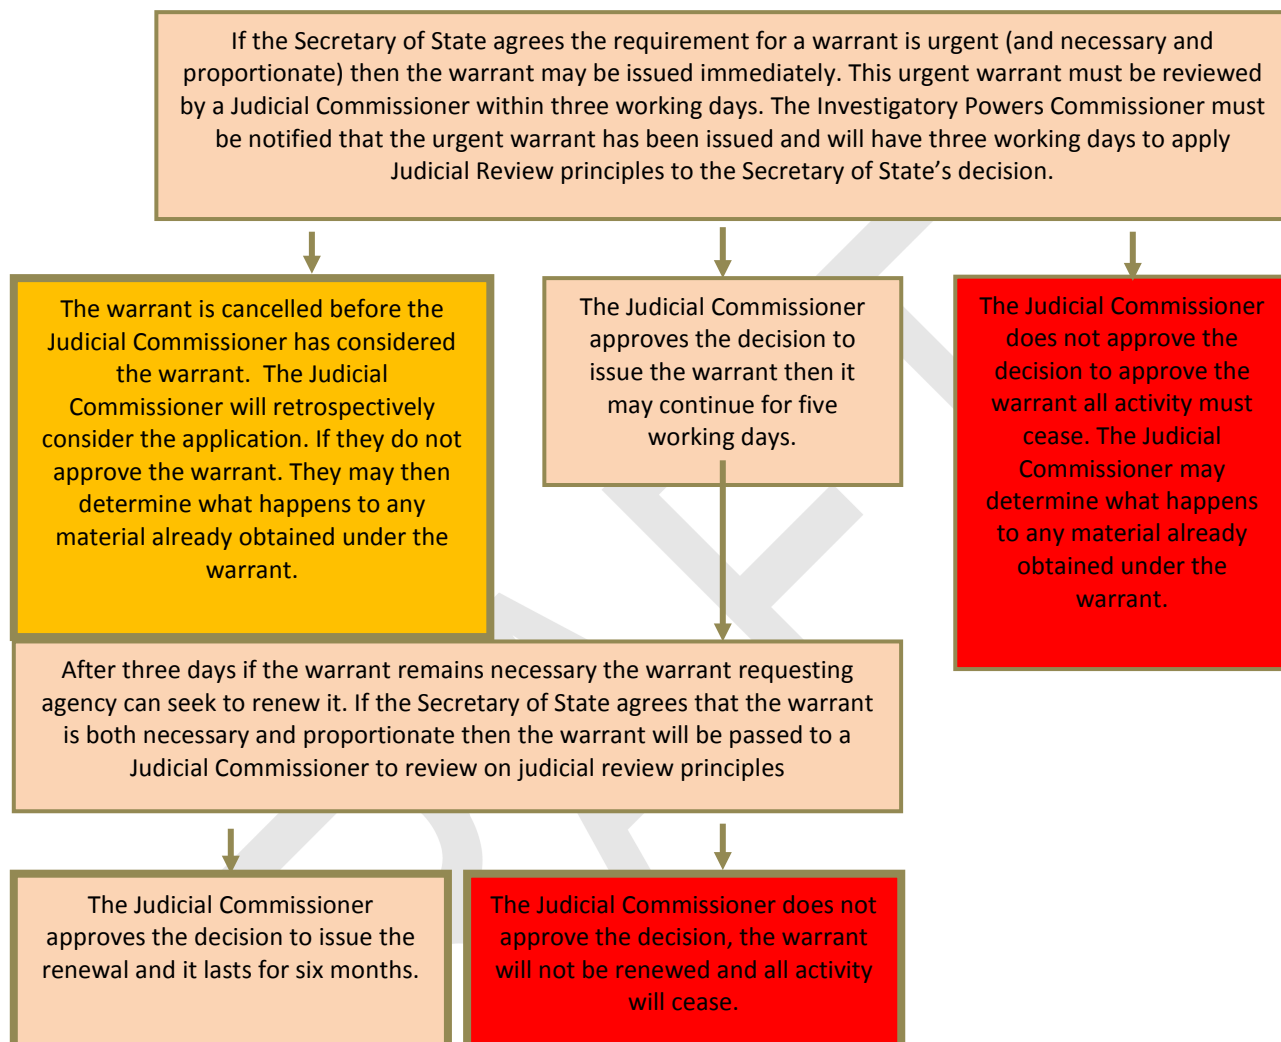 If the Secretary of State agrees the requirement for a warrant is urgent (and necessary and
proportionate) then the warrant may be issued immediately. This urgent warrant must be reviewed
by a Judicial Commissioner within three working days. The Investigatory Powers Commissioner must
be notified that the urgent warrant has been issued and will have three working days to apply
Judicial Review principles to the Secretary of State’s decision.
The warrant is cancelled before the
Judicial Commissioner has considered
the warrant.  The Judicial
Commissioner will retrospectively
consider the application. If they do not
approve the warrant. They may then
determine what happens to any
material already obtained under the
warrant.
The Judicial Commissioner
approves the decision to
issue the warrant then it
may continue for five
working days.
The Judicial Commissioner
does not approve the
decision to approve the
warrant all activity must
cease. The Judicial
Commissioner may
determine what happens
to any material already
obtained under the
warrant.
After three days if the warrant remains necessary the warrant requesting
agency can seek to renew it. If the Secretary of State agrees that the warrant
is both necessary and proportionate then the warrant will be passed to a
Judicial Commissioner to review on judicial review principles
The Judicial Commissioner
approves the decision to issue the
renewal and it lasts for six months.
The Judicial Commissioner does not
approve the decision, the warrant
will not be renewed and all activity
will cease.